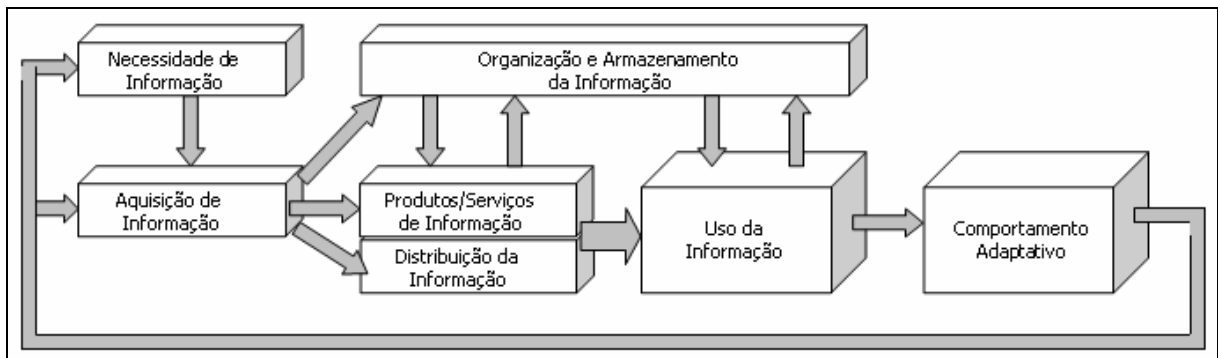 Necessidade de
Informação
Organização e Armazenamento
da Informação
Aquisição de
Informação
Produtos/Serviços
de Informação
Distribuição da
Informação
Uso da
Informação
Comportamento
Adaptativo